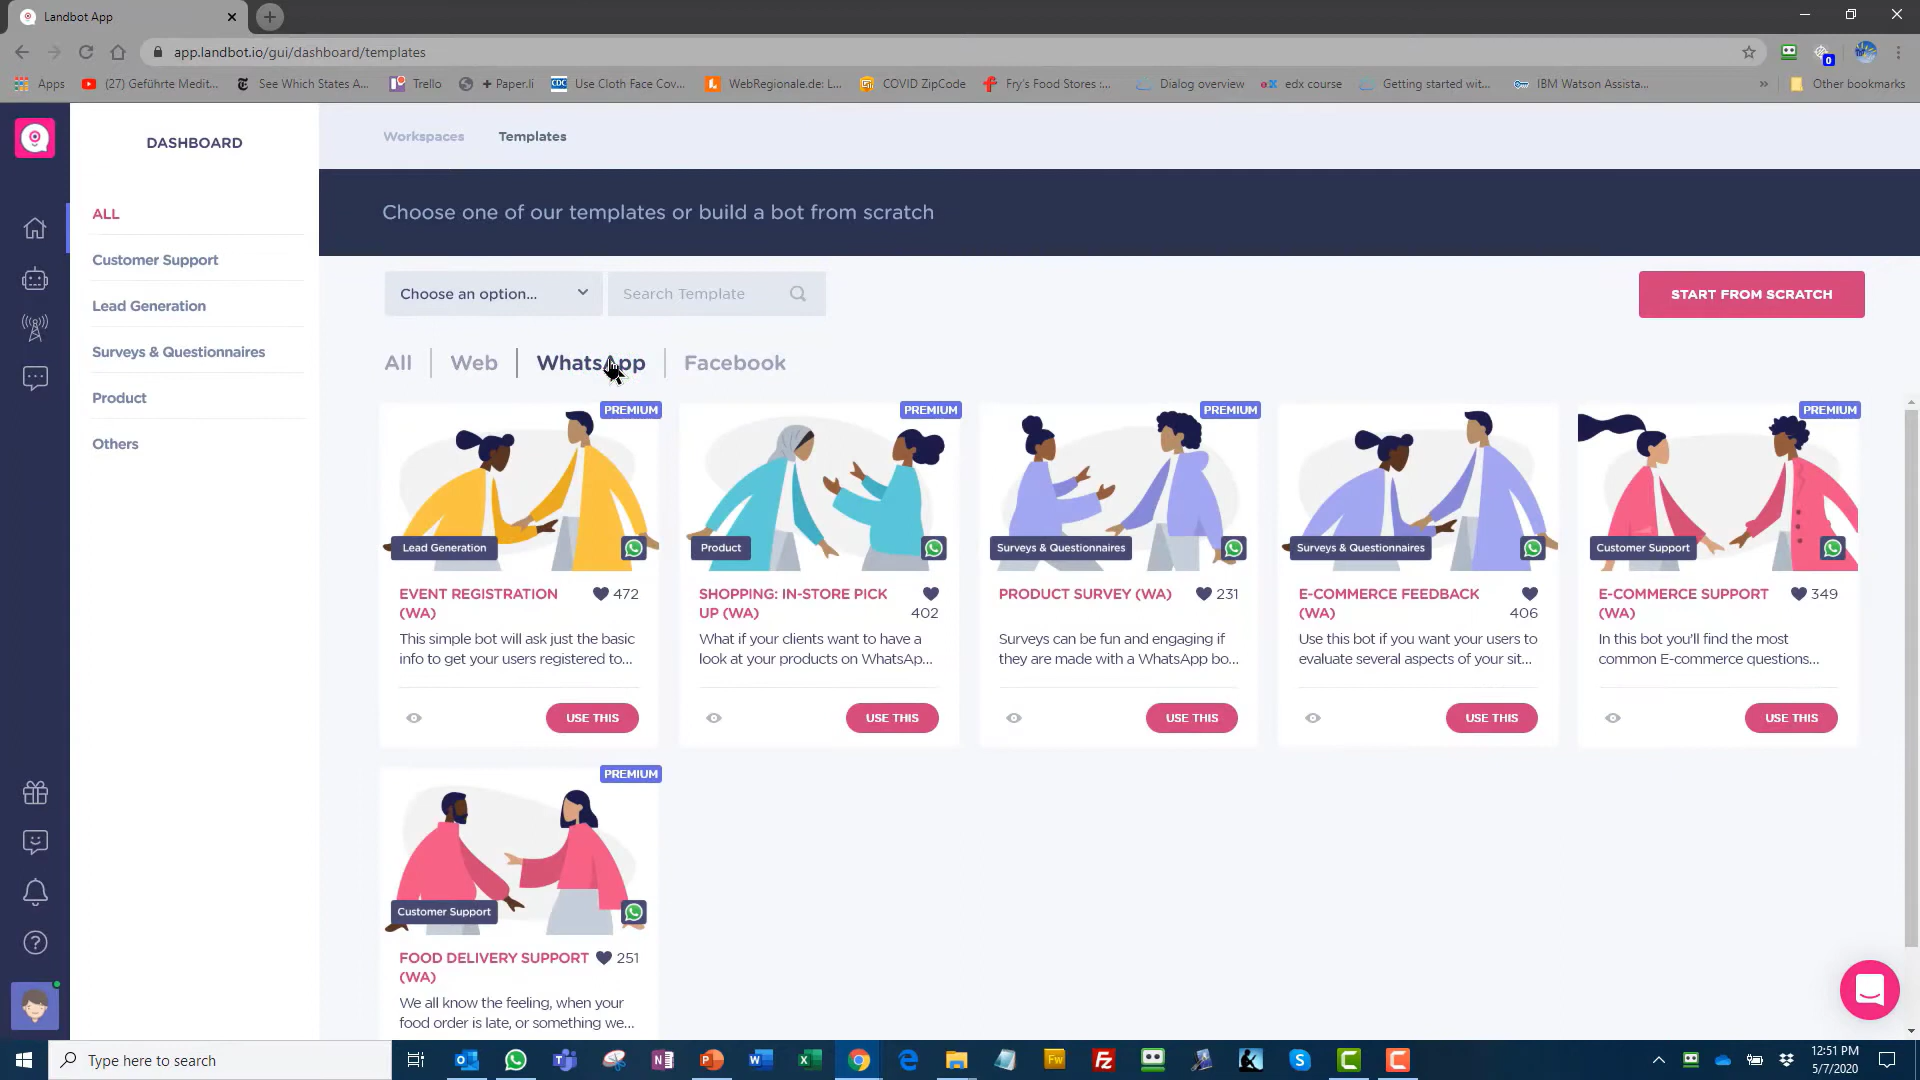 Landbot App
app.landbot.io/gui/dashboard/templates
Apps
(27) Geführte Medit...
See Which States A...
Trello
+ Paper.li
CDC
Use Cloth Face Cov...
WebRegionale.de: L...
COVID ZipCode
Fry's Food Stores :...
Dialog overview
edx course
Getting started wit...
IBM Watson Assista...
»
Other bookmarks
0
DASHBOARD
ALL
Customer Support
Lead Generation
Surveys & Questionnaires
Product
Others
Workspaces
Templates
Choose one of our templates or build a bot from scratch
Choose an option...
Search Template
START FROM SCRATCH
All
Web
WhatsApp
Facebook
PREMIUM
Lead Generation
EVENT REGISTRATION
(WA)
472
This simple bot will ask just the basic
info to get your users registered to...
USE THIS
PREMIUM
Product
SHOPPING: IN-STORE PICK
UP (WA)
402
What if your clients want to have a
look at your products on WhatsAp...
USE THIS
PREMIUM
Surveys & Questionnaires
PRODUCT SURVEY (WA)
231
Surveys can be fun and engaging if
they are made with a WhatsApp bo...
USE THIS
Surveys & Questionnaires
E-COMMERCE FEEDBACK
(WA)
406
Use this bot if you want your users to
evaluate several aspects of your sit...
USE THIS
PREMIUM
Customer Support
E-COMMERCE SUPPORT
(WA)
349
In this bot you'll find the most
common E-commerce questions...
USE THIS
PREMIUM
Customer Support
FOOD DELIVERY SUPPORT
(WA)
251
We all know the feeling, when your
food order is late, or something we...
Type here to search
12:51 PM
5/7/2020